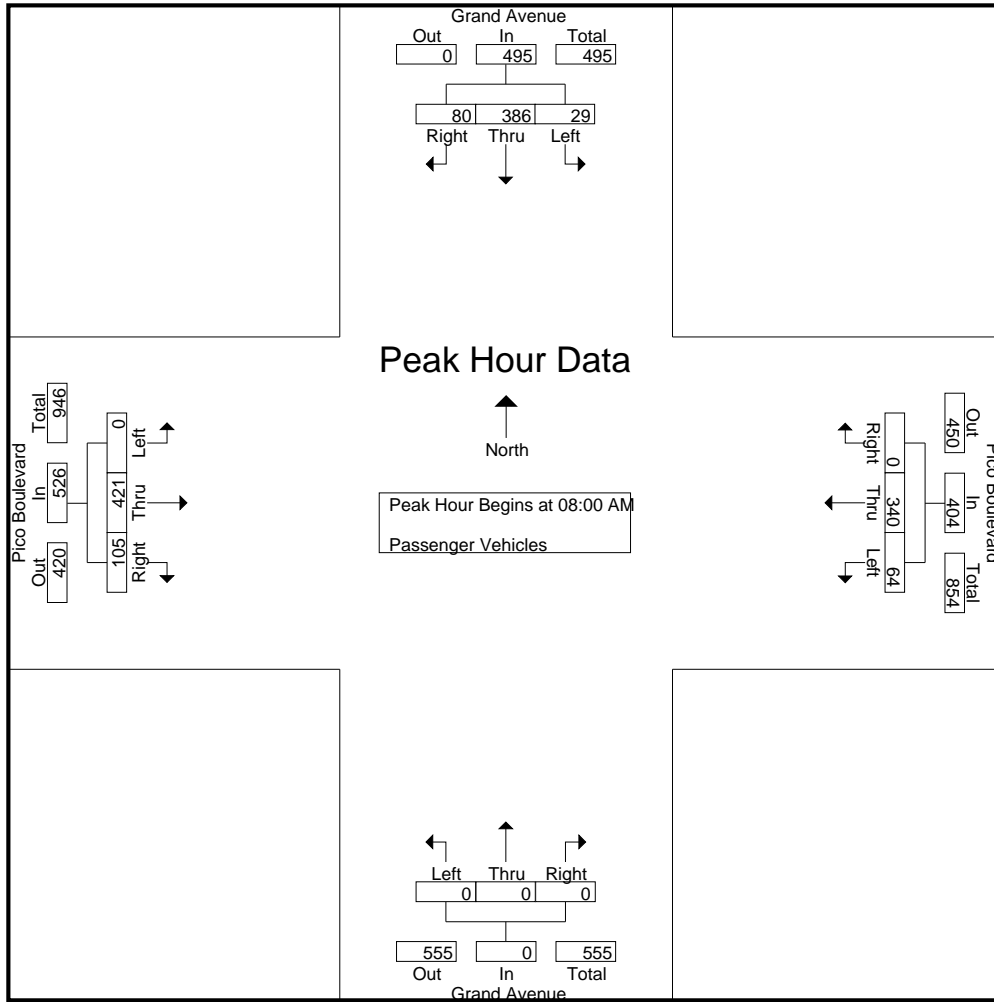 Grand Avenue
Out In Total
0 495 495
80 386 29
Right Thru Left
Peak Hour Data
North
Peak Hour Begins at 08:00 AM
Passenger Vehicles
Pico Boulevard
Out In Total
420 526 946
105 421 0
Right Thru Left
Pico Boulevard
Out In Total
450 404 854
0 340 64
Right Thru Left
Left Thru Right
0 0 0
555 0 555
Out In Total
Grand Avenue